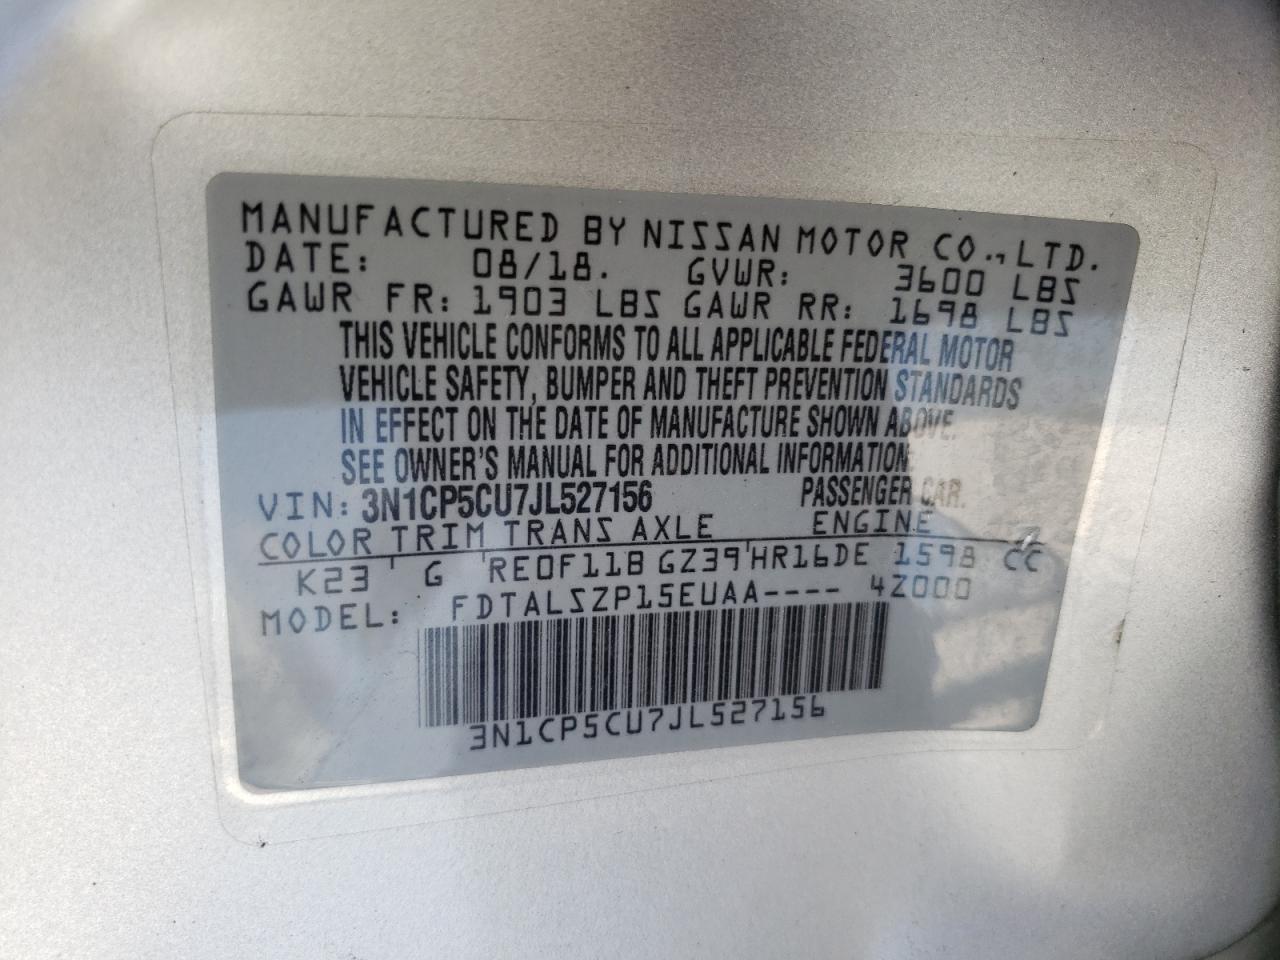 MANUFACTURED BY NISSAN MOTOR CO., LTD.
DATE: 08/18. GVWR: 3600 LBS
GAWR FR: 1903 LBS GAWR RR: 1698 LBS
THIS VEHICLE CONFORMS TO ALL APPLICABLE FEDERAL MOTOR
VEHICLE SAFETY, BUMPER AND THEFT PREVENTION STANDARDS
IN EFFECT ON THE DATE OF MANUFACTURE SHOWN ABOVE.
SEE OWNER'S MANUAL FOR ADDITIONAL INFORMATION.
VIN: 3N1CP5CU7JL527156 PASSENGER CAR.
COLOR TRIM TRANS AXLE ENGINE
K23 G RE0F11B GZ39 HR16DE 1598 CC
MODEL: FDTALSZP15EUAA---- 4Z000
3N1CP5CU7JL527156